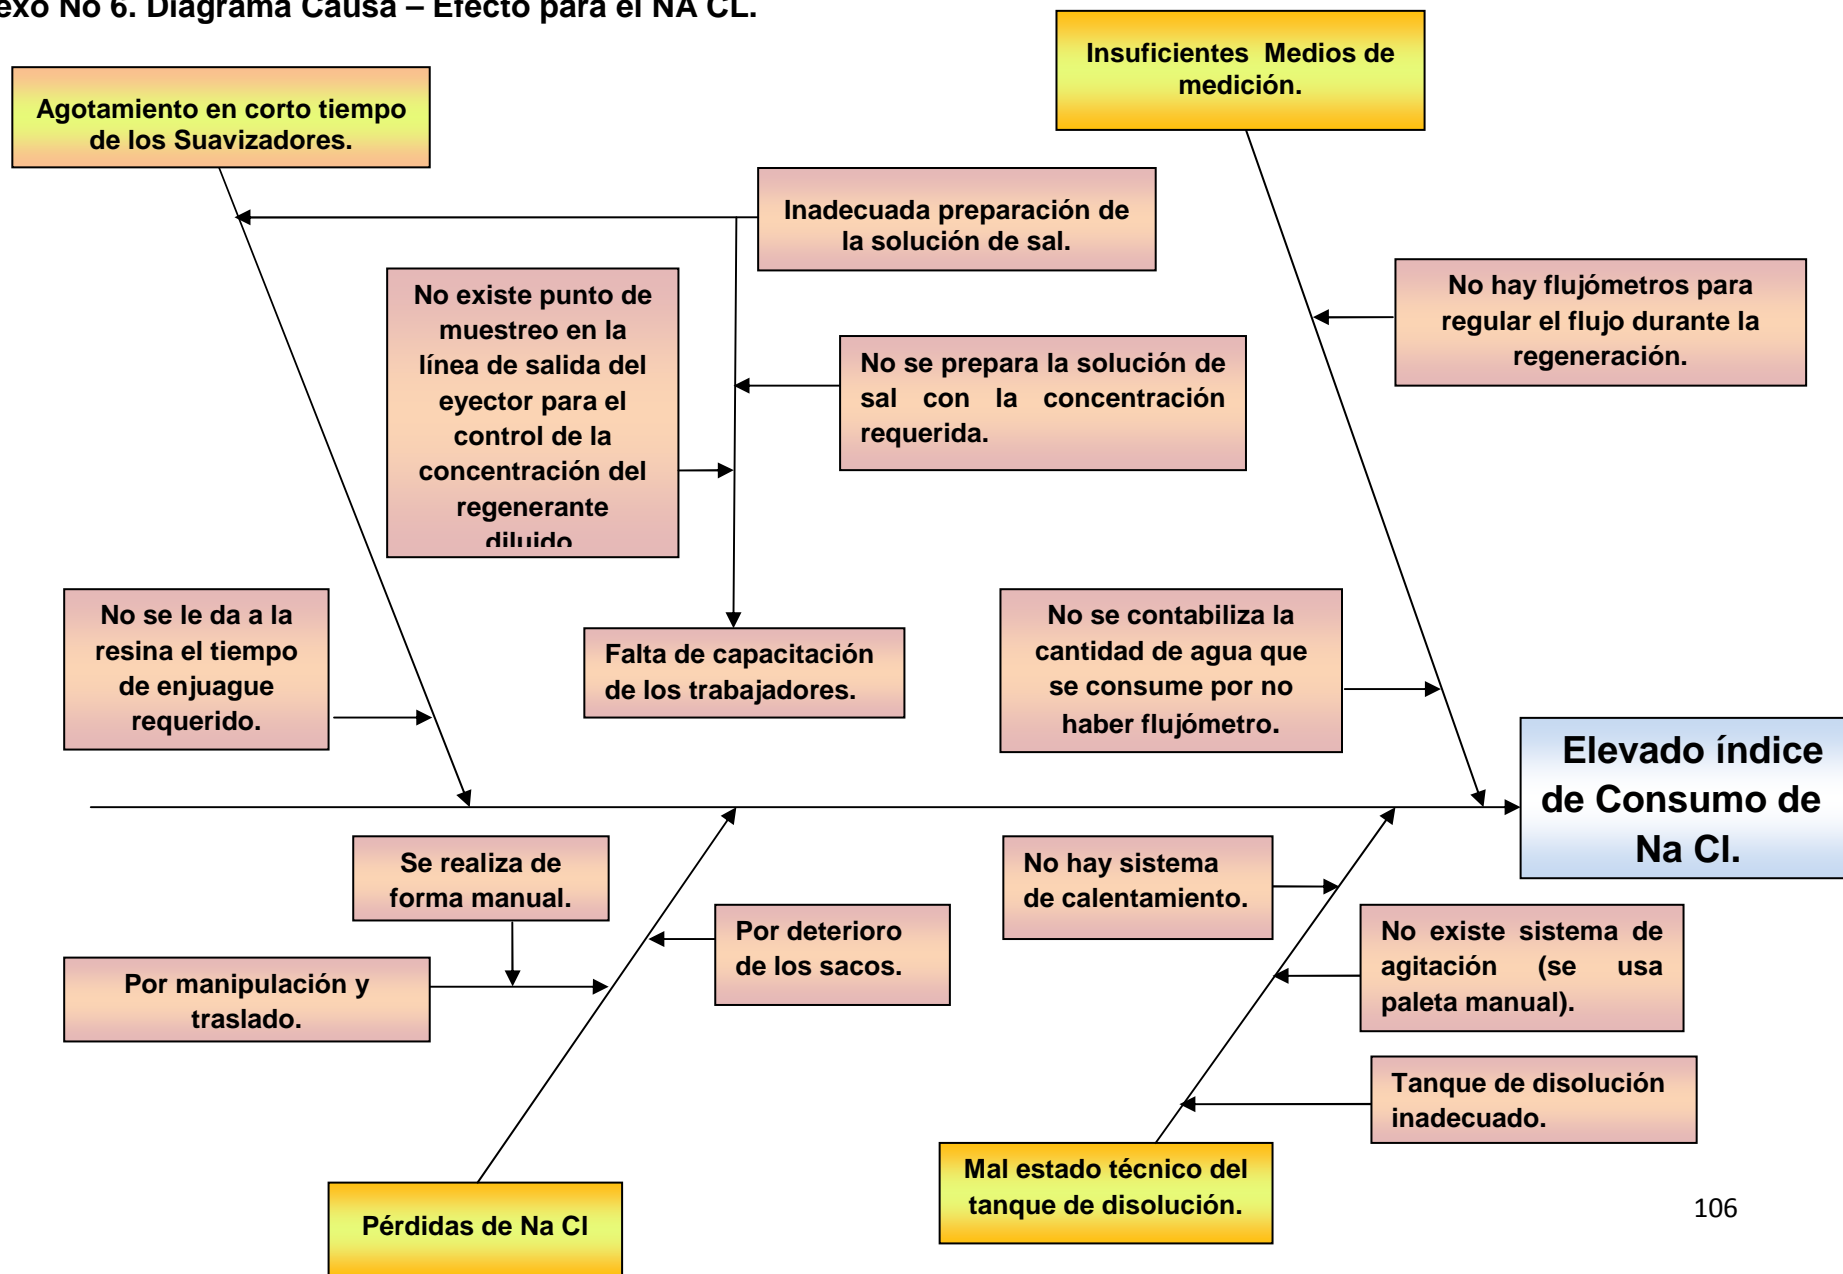 exo No 6. Diagrama Causa – Efecto para el NA CL.
Insuficientes Medios de
medición.
Agotamiento en corto tiempo
de los Suavizadores.
Inadecuada preparación de
la solución de sal.
No existe punto de
muestreo en la
línea de salida del
eyector para el
control de la
concentración del
regenerante
diluido
No hay flujómetros para
regular el flujo durante la
regeneración.
No se prepara la solución de
sal con la concentración
requerida.
No se le da a la
resina el tiempo
de enjuague
requerido.
Falta de capacitación
de los trabajadores.
No se contabiliza la
cantidad de agua que
se consume por no
haber flujómetro.
Elevado índice
de Consumo de
Na Cl.
Se realiza de
forma manual.
Por manipulación y
traslado.
Por deterioro
de los sacos.
No hay sistema
de calentamiento.
No existe sistema de
agitación (se usa
paleta manual).
Tanque de disolución
inadecuado.
Mal estado técnico del
tanque de disolución.
Pérdidas de Na Cl
106